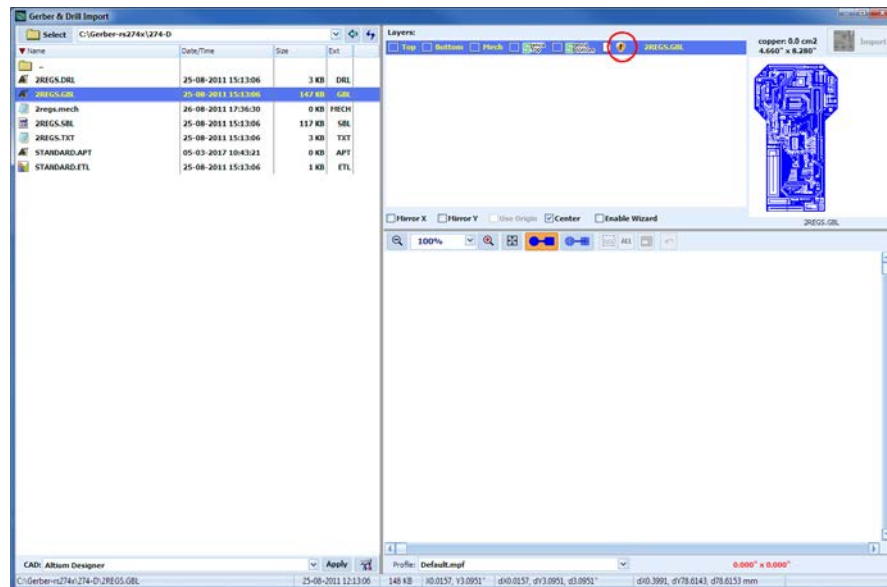 Gerber & Drill Import
Select C:\Gerber-rs274x\274-D
Name Date/Time Size Ext
..
2REGS.DRL 25-08-2011 15:13:06 3 KB DRL
2REGS.GBL 25-08-2011 15:13:06 147 KB GBL
2regs.mech 26-08-2011 17:36:30 0 KB MECH
2REGS.SBL 25-08-2011 15:13:06 117 KB SBL
2REGS.TXT 25-08-2011 15:13:06 3 KB TXT
STANDARD.APT 05-03-2017 10:43:21 0 KB APT
STANDARD.ETL 25-08-2011 15:13:06 1 KB ETL
CAD: Altium Designer Apply
C:\Gerber-rs274x\274-D\2REGS.GBL 25-08-2011 12:13:06
Layers:
Top Bottom Mech 2REGS.GBL
copper: 0.0 cm2
4.660" x 8.280"
Import
2REGS.GBL
Mirror X Mirror Y Use Origin Center Enable Wizard
100% ALL
Profile: Default.mpf 0.000" x 0.000"
148 KB X0.0157, Y3.0951" dX0.0157, dY3.0951, d3.0951" dX0.3991, dY78.6143, d78.6153 mm